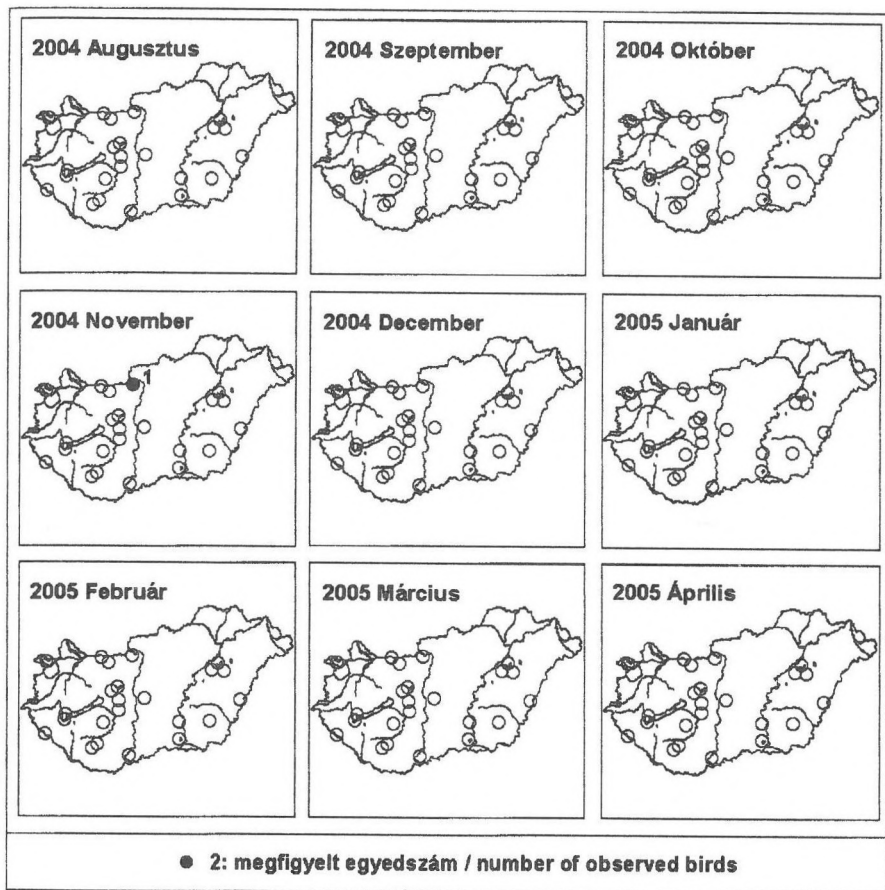 2004 Augusztus
2004 Szeptember
2004 Október
2004 November
1
2004 December
2005 Január
2005 Február
2005 Március
2005 Április
● 2: megfigyelt egyedszám / number of observed birds